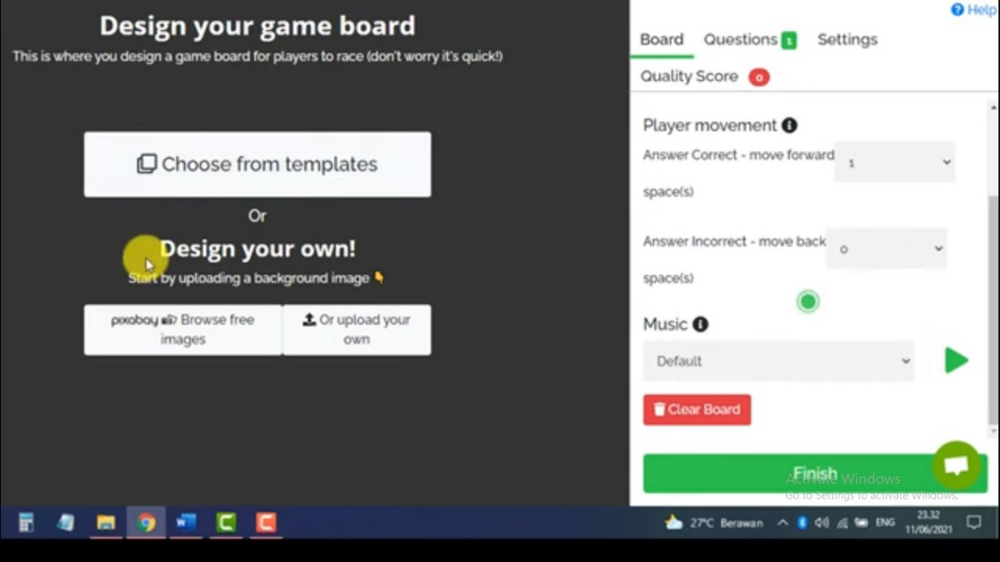 Design your game board
This is where you design a game board for players to race (don't worry it's quick!)
Choose from templates
Or
Design your own!
Start by uploading a background image 👇
pixabay Browse free
images
Or upload your
own
Help
Board Questions 1 Settings
Quality Score 0
Player movement
Answer Correct - move forward 1
space(s)
Answer Incorrect - move back 0
space(s)
Music
Default
Clear Board
Finish
Activate Windows
Go to Settings to activate Windows.
27°C Berawan ENG 23.32
11/06/2021